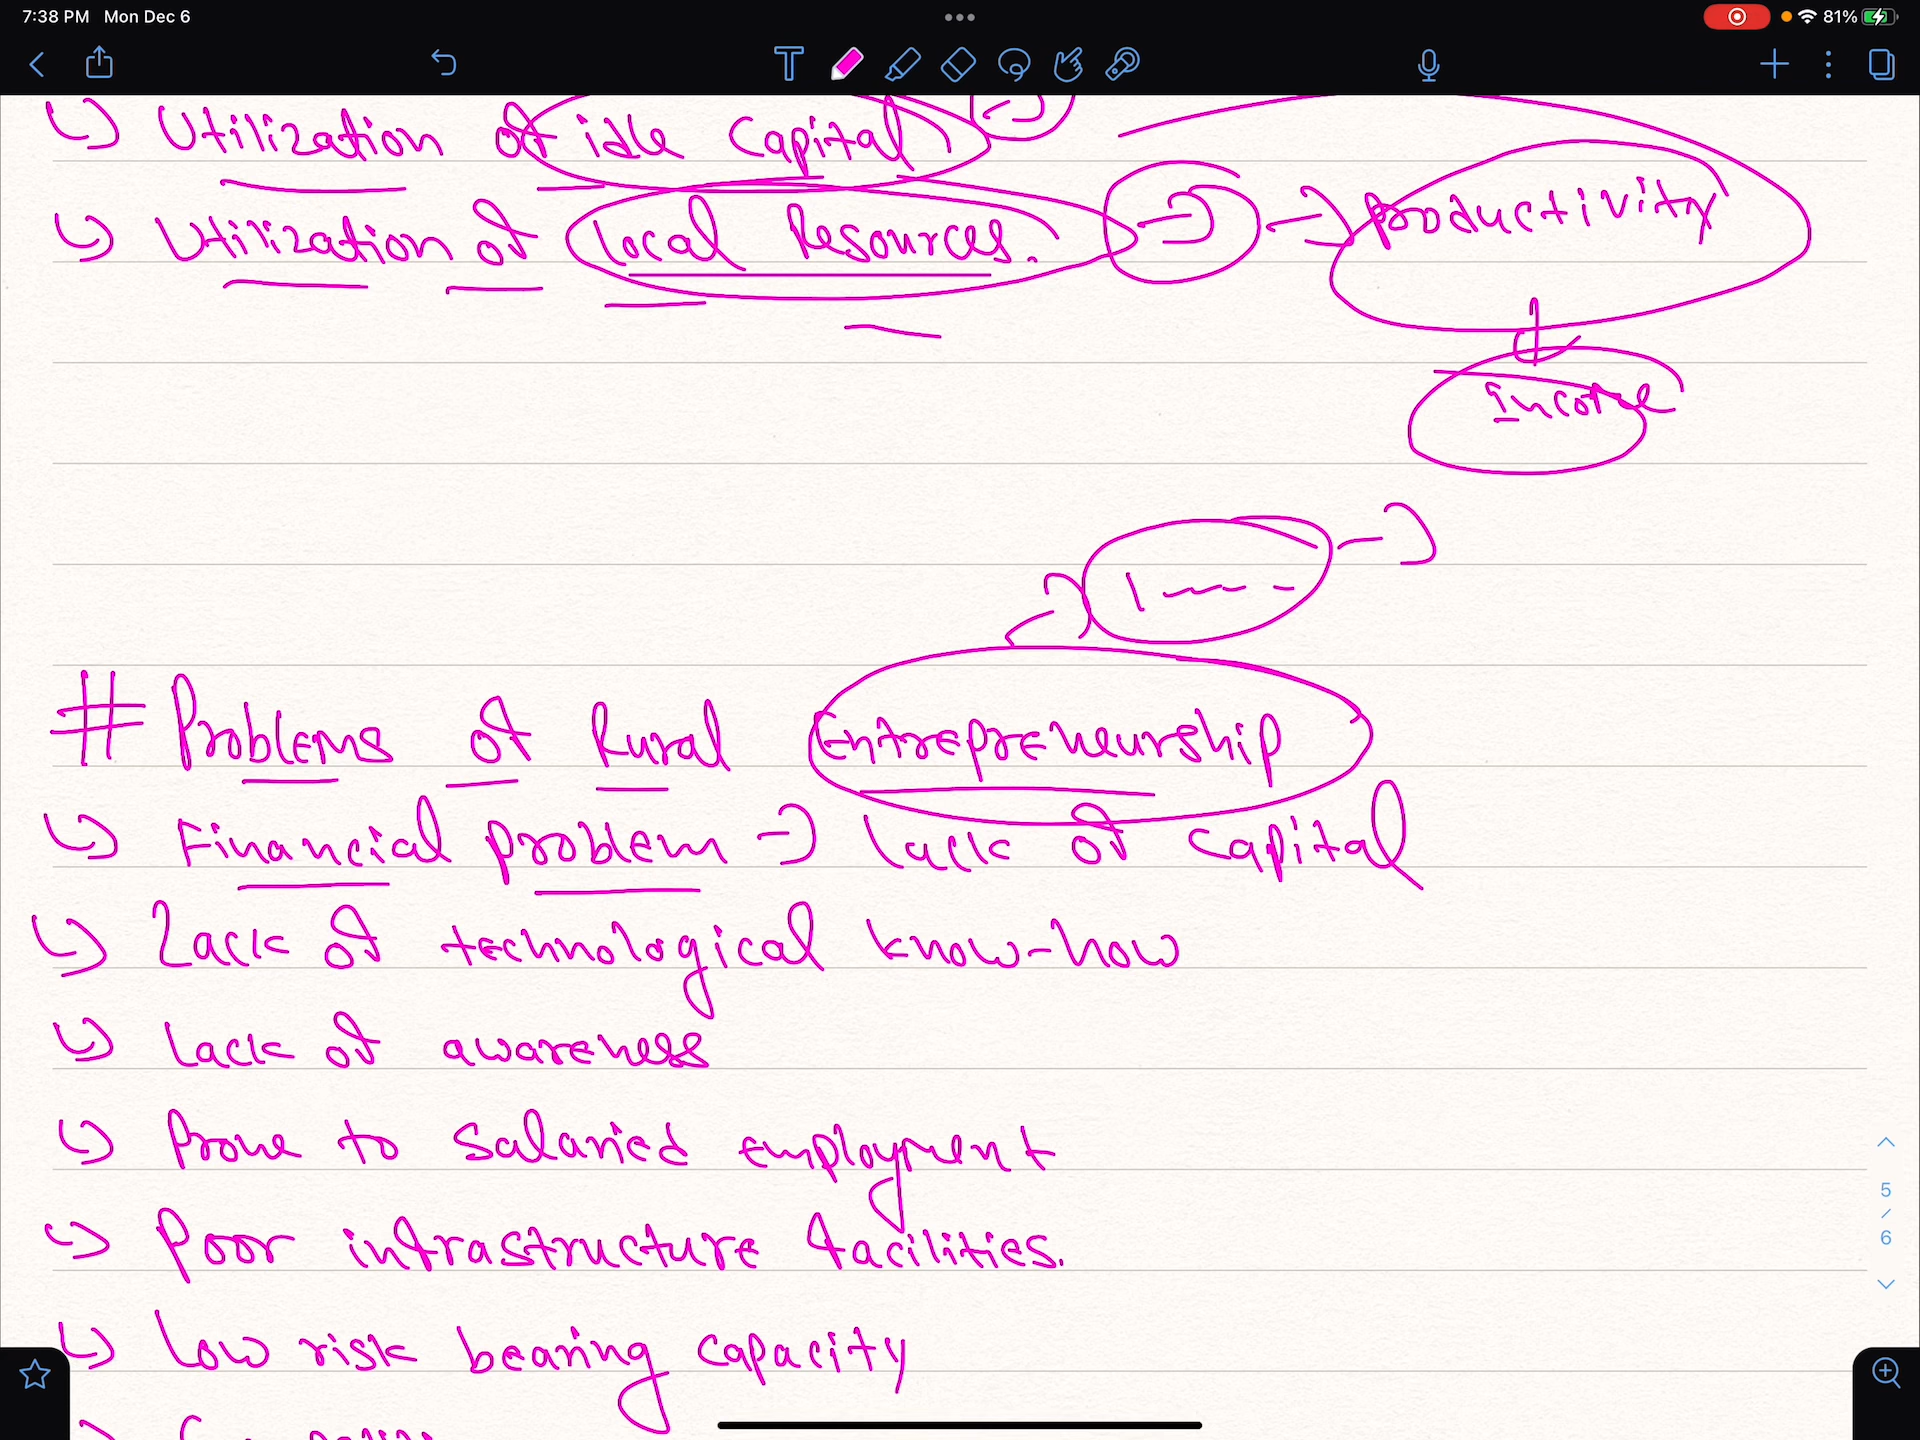 7:38 PM Mon Dec 6
81%
↳ Utilization of idle Capital
↳ Utilization of local Resources. → → Productivity
↓
Income
# Problems of Rural Entrepreneurship
↳ Financial problem → lack of capital
↳ Lack of technological know-how
↳ lack of awareness
↳ Prone to salaried employment
↳ Poor infrastructure facilities.
↳ low risk bearing capacity
5
/
6